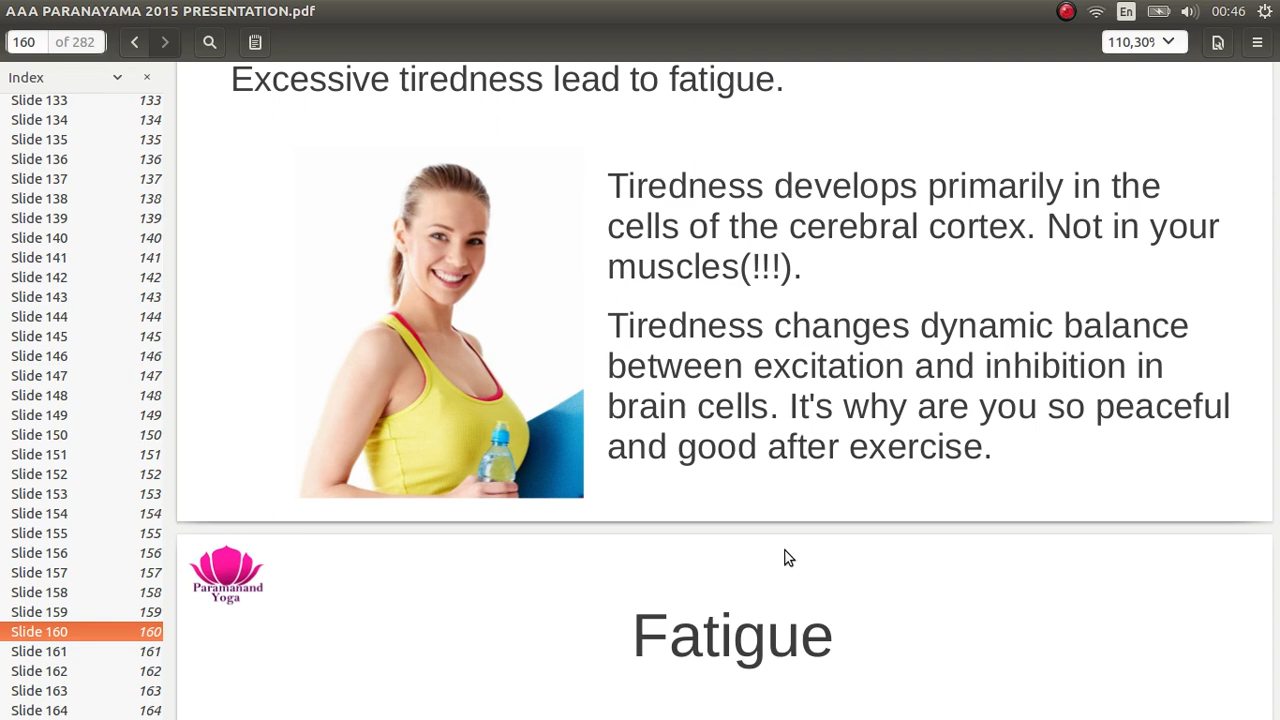 AAA PARANAYAMA 2015 PRESENTATION.pdf
En
00:46
160 of 282
110,30%
Index
Slide 133 133
Slide 134 134
Slide 135 135
Slide 136 136
Slide 137 137
Slide 138 138
Slide 139 139
Slide 140 140
Slide 141 141
Slide 142 142
Slide 143 143
Slide 144 144
Slide 145 145
Slide 146 146
Slide 147 147
Slide 148 148
Slide 149 149
Slide 150 150
Slide 151 151
Slide 152 152
Slide 153 153
Slide 154 154
Slide 155 155
Slide 156 156
Slide 157 157
Slide 158 158
Slide 159 159
Slide 160 160
Slide 161 161
Slide 162 162
Slide 163 163
Slide 164 164
Excessive tiredness lead to fatigue.
Tiredness develops primarily in the
cells of the cerebral cortex. Not in your
muscles(!!!).
Tiredness changes dynamic balance
between excitation and inhibition in
brain cells. It's why are you so peaceful
and good after exercise.
Paramanand
Yoga
Fatigue